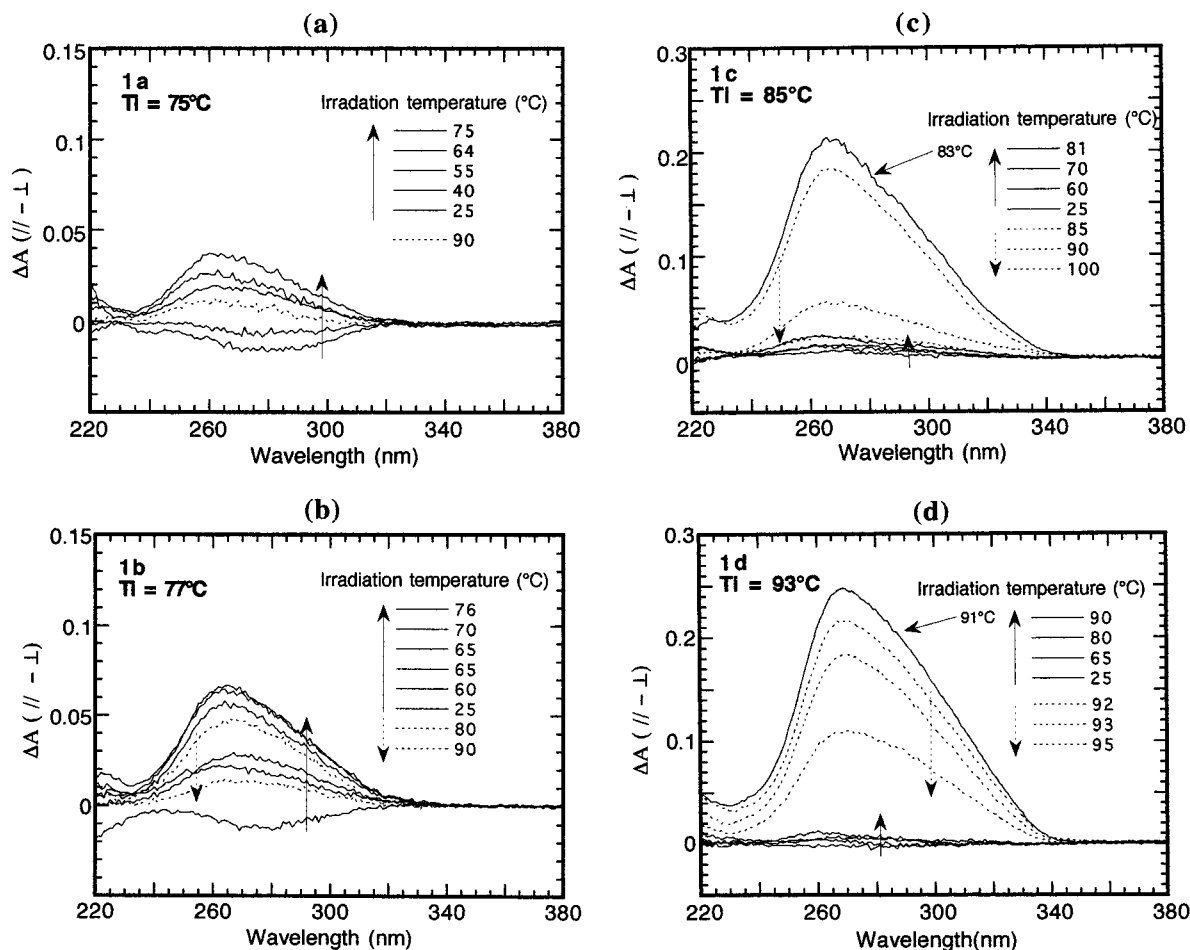 (a)
0.15
0.1
0.05
0
ΔA (// − ⊥)
1a
TI = 75°C
Irradation temperature (°C)
75
64
55
40
25
90
220 260 300 340 380
Wavelength (nm)
(c)
0.3
0.2
0.1
0
ΔA (// − ⊥)
1c
TI = 85°C
83°C
Irradiation temperature (°C)
81
70
60
25
85
90
100
220 260 300 340 380
Wavelength (nm)
(b)
0.15
0.1
0.05
0
ΔA (// − ⊥)
1b
TI = 77°C
Irradiation temperature (°C)
76
70
65
65
60
25
80
90
220 260 300 340 380
Wavelength (nm)
(d)
0.3
0.2
0.1
0
ΔA (// − ⊥)
1d
TI = 93°C
91°C
Irradiation temperature (°C)
90
80
65
25
92
93
95
220 260 300 340 380
Wavelength(nm)